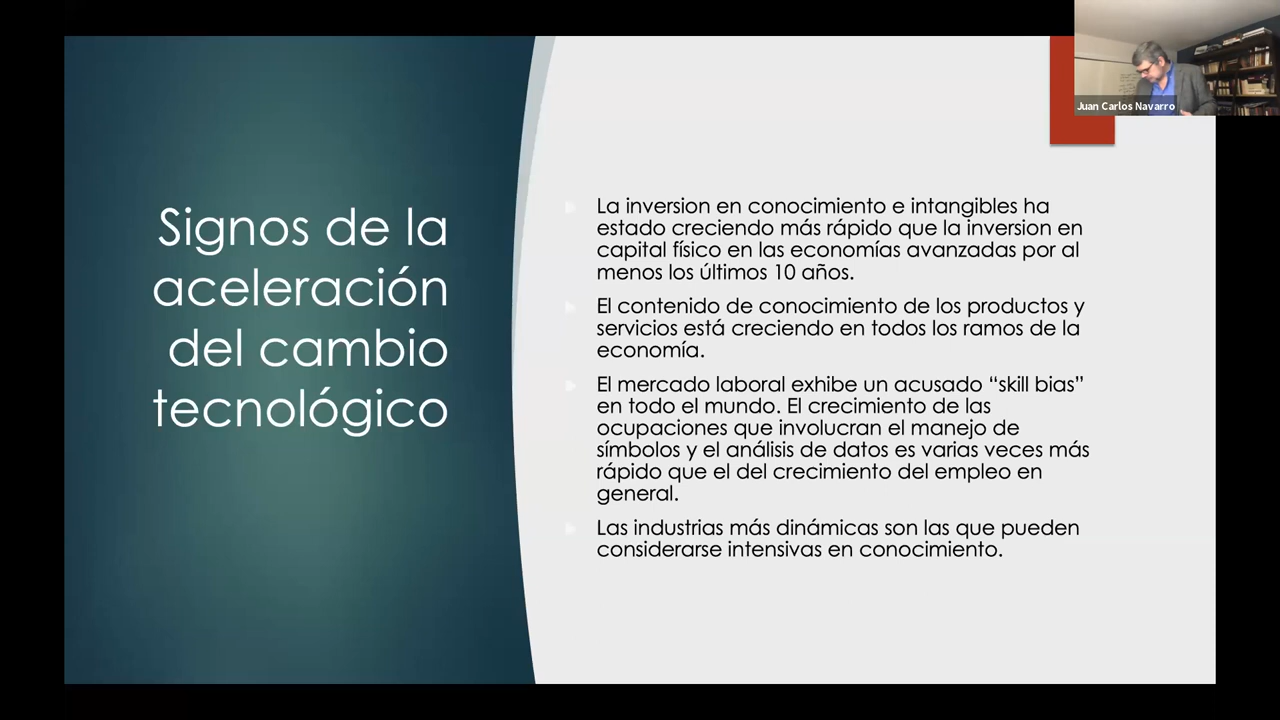 Signos de la
aceleración
del cambio
tecnológico
La inversion en conocimiento e intangibles ha
estado creciendo más rápido que la inversion en
capital físico en las economías avanzadas por al
menos los últimos 10 años.
El contenido de conocimiento de los productos y
servicios está creciendo en todos los ramos de la
economía.
El mercado laboral exhibe un acusado “skill bias”
en todo el mundo. El crecimiento de las
ocupaciones que involucran el manejo de
símbolos y el análisis de datos es varias veces más
rápido que el del crecimiento del empleo en
general.
Las industrias más dinámicas son las que pueden
considerarse intensivas en conocimiento.
Juan Carlos Navarro